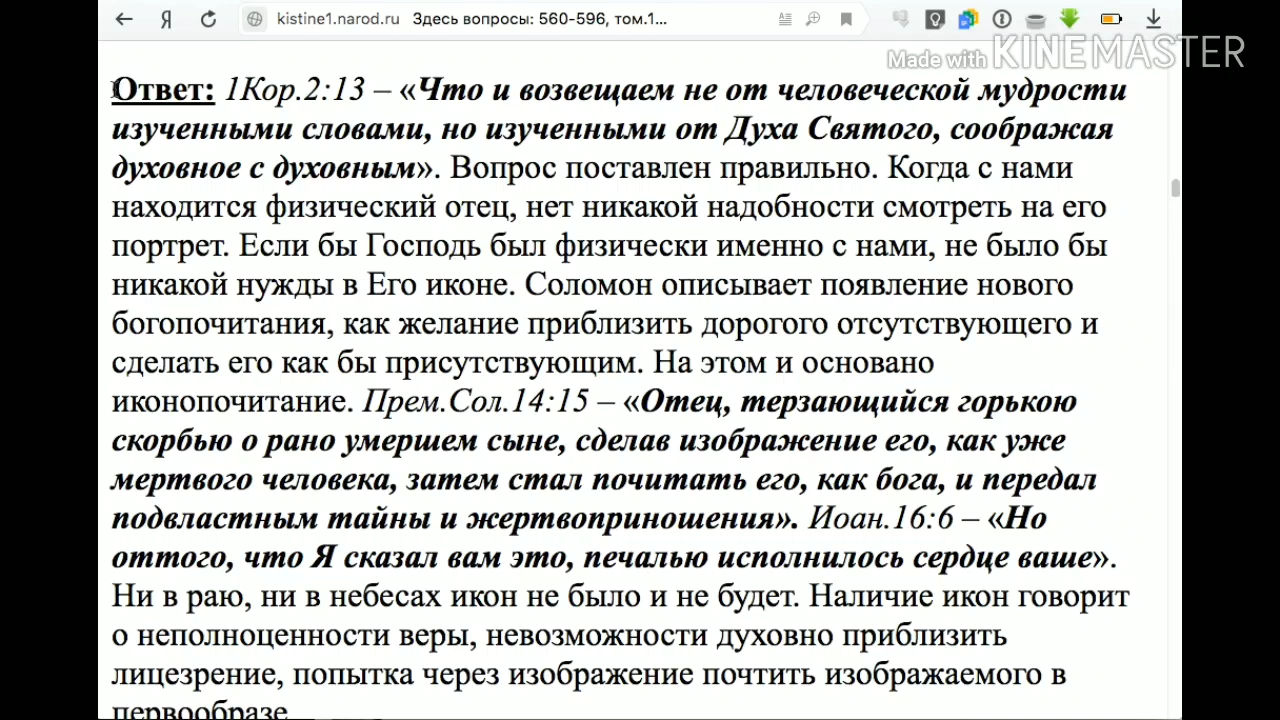 kistine1.narod.ru Здесь вопросы: 560-596, том.1...
Made with KINEMASTER
Ответ: 1Кор.2:13 – «Что и возвещаем не от человеческой мудрости
изученными словами, но изученными от Духа Святого, соображая
духовное с духовным». Вопрос поставлен правильно. Когда с нами
находится физический отец, нет никакой надобности смотреть на его
портрет. Если бы Господь был физически именно с нами, не было бы
никакой нужды в Его иконе. Соломон описывает появление нового
богопочитания, как желание приблизить дорогого отсутствующего и
сделать его как бы присутствующим. На этом и основано
иконопочитание. Прем.Сол.14:15 – «Отец, терзающийся горькою
скорбью о рано умершем сыне, сделав изображение его, как уже
мертвого человека, затем стал почитать его, как бога, и передал
подвластным тайны и жертвоприношения». Иоан.16:6 – «Но
оттого, что Я сказал вам это, печалью исполнилось сердце ваше».
Ни в раю, ни в небесах икон не было и не будет. Наличие икон говорит
о неполноценности веры, невозможности духовно приблизить
лицезрение, попытка через изображение почтить изображаемого в
первообразе